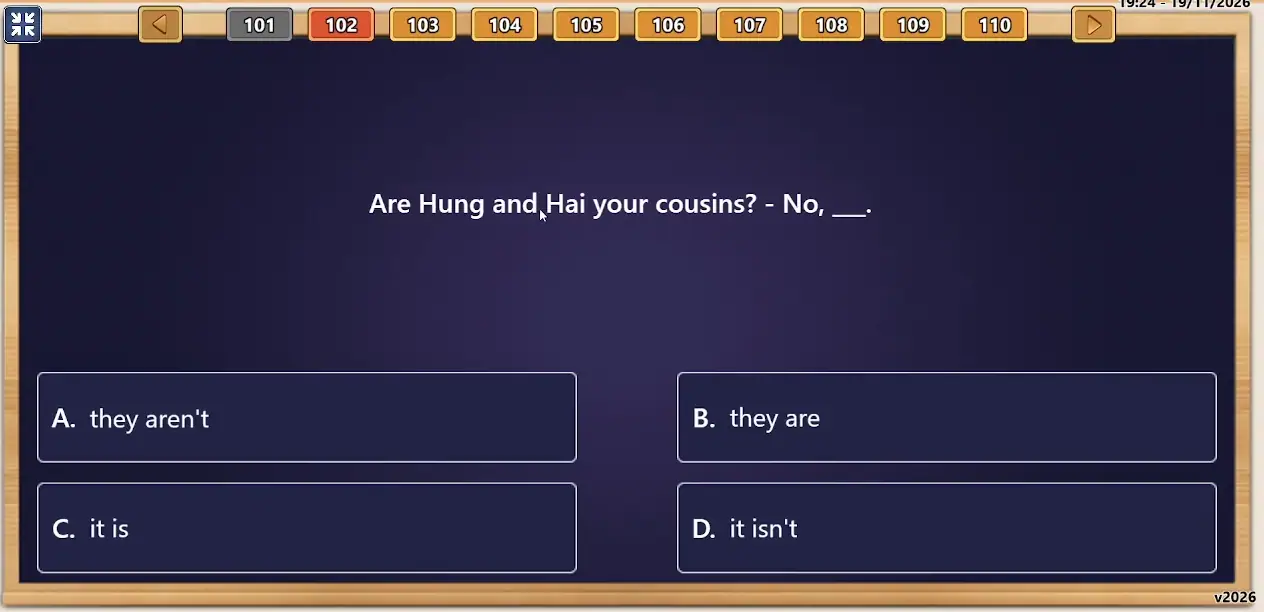 19:24 - 19/11/2026
101 102 103 104 105 106 107 108 109 110
Are Hung and Hai your cousins? - No, ___.
A. they aren't
B. they are
C. it is
D. it isn't
v2026